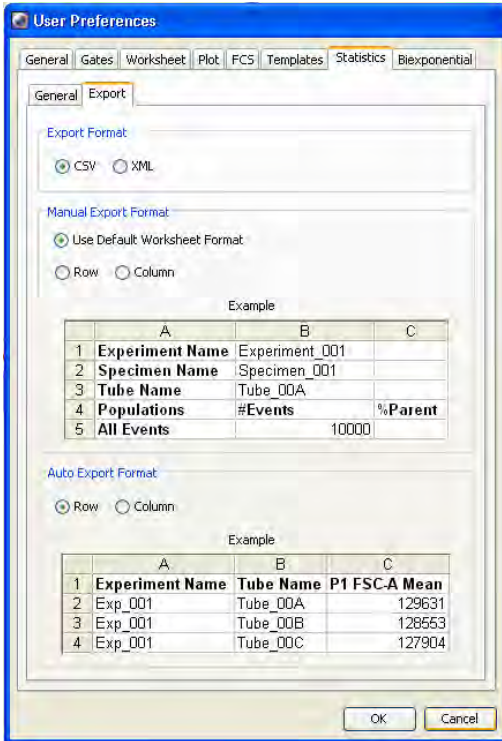 User Preferences
General Gates Worksheet Plot FCS Templates Statistics Biexponential
General Export
Export Format
CSV XML
Manual Export Format
Use Default Worksheet Format
Row Column
Example
A B C
1 Experiment Name Experiment_001
2 Specimen Name Specimen_001
3 Tube Name Tube_00A
4 Populations #Events %Parent
5 All Events 10000
Auto Export Format
Row Column
Example
A B C
1 Experiment Name Tube Name P1 FSC-A Mean
2 Exp_001 Tube_00A 129631
3 Exp_001 Tube_00B 128553
4 Exp_001 Tube_00C 127904
OK Cancel